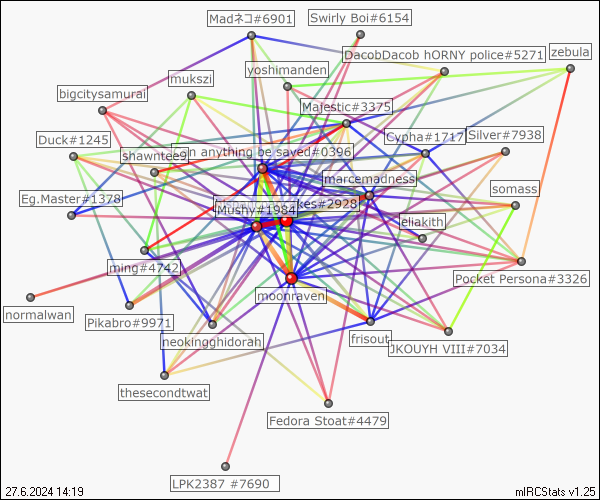 Madネコ#6901
Swirly Boi#6154
DacobDacob hORNY police#5271
zebula
yoshimanden
mukszi
bigcitysamurai
Majestic#3375
Cypha#1717
Silver#7938
Duck#1245
shawntee9
n anything be saved#0396
marcemadness
Eg.Master#1378
kes#2928
Mushy#1984
somass
eliakith
ming#4742
Pocket Persona#3326
moonraven
normalwan
Pikabro#9971
neokingghidorah
frisout
JKOUYH VIII#7034
thesecondtwat
Fedora Stoat#4479
LPK2387 #7690
27.6.2024 14:19
mIRCStats v1.25